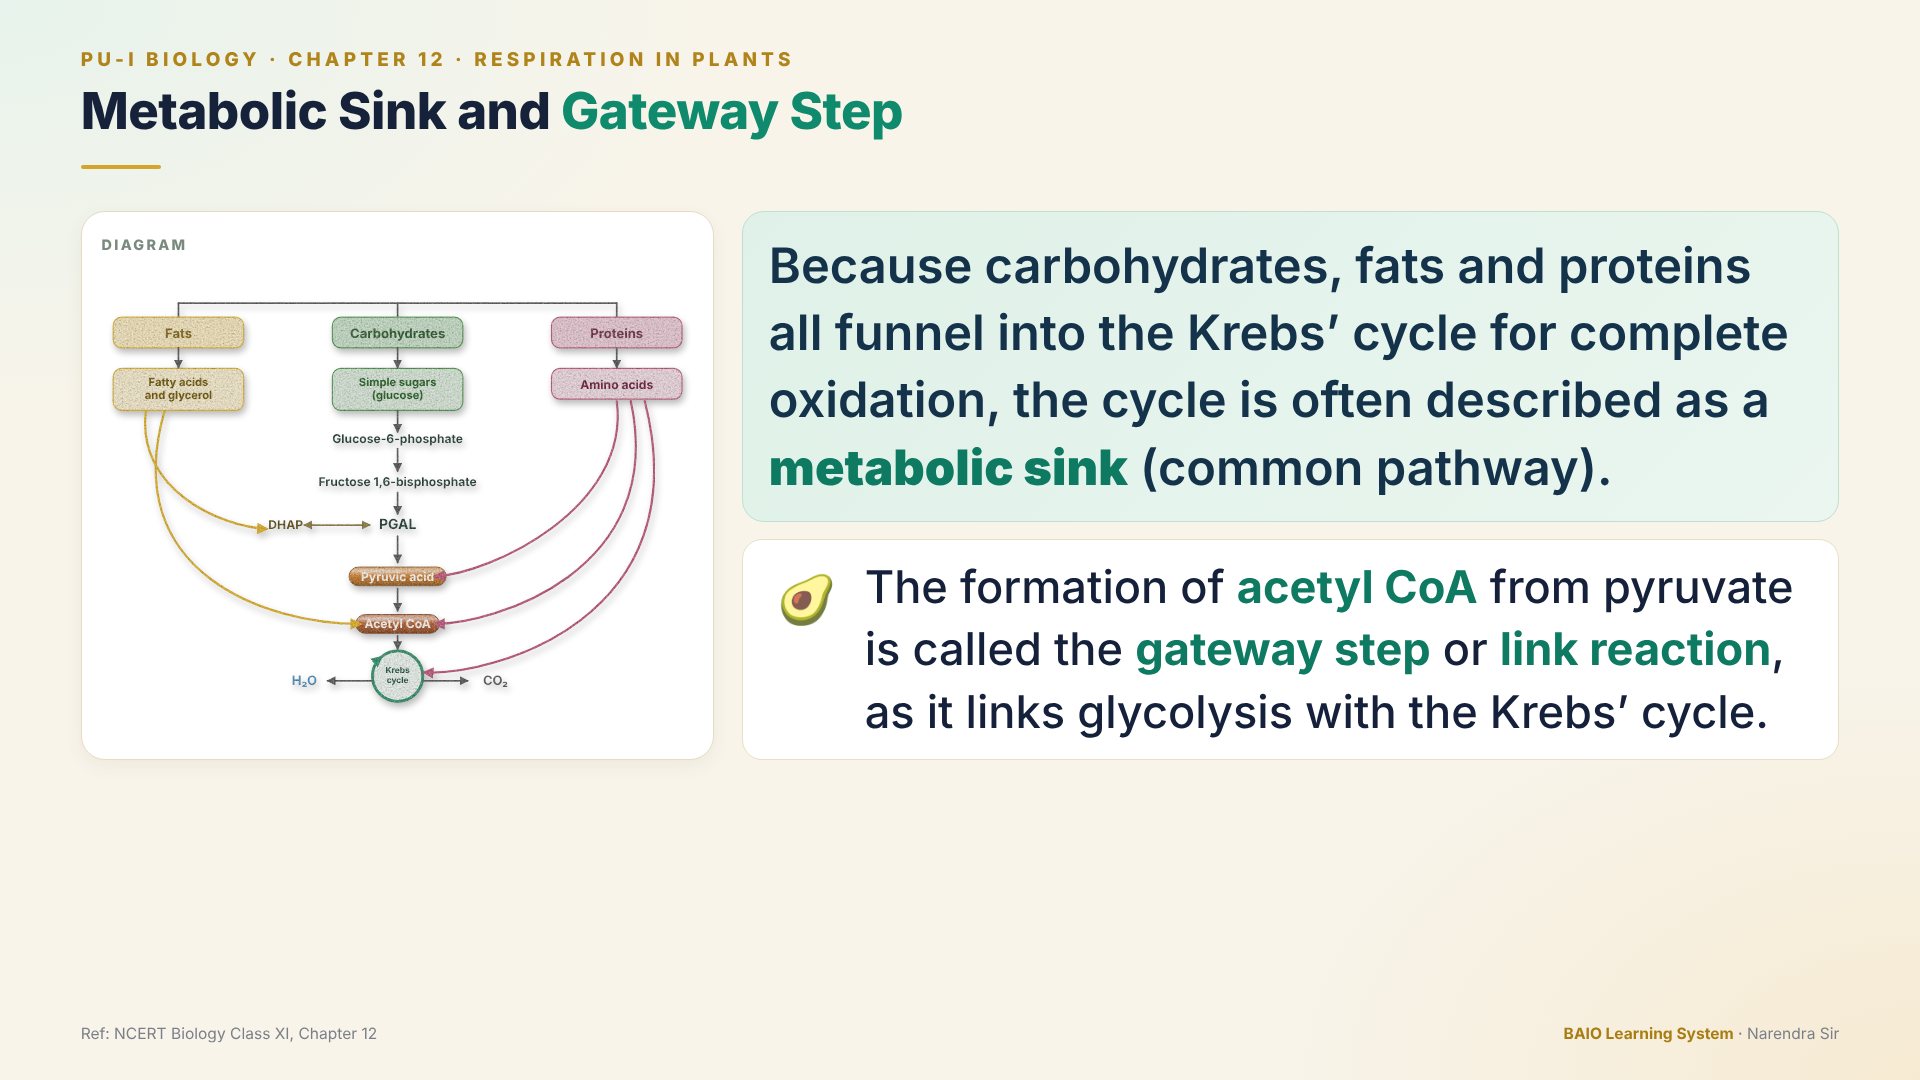 PU-I BIOLOGY · CHAPTER 12 · RESPIRATION IN PLANTS
Metabolic Sink and Gateway Step
DIAGRAM
Fats
Carbohydrates
Proteins
Fatty acids
and glycerol
Simple sugars
(glucose)
Amino acids
Glucose-6-phosphate
Fructose 1,6-bisphosphate
DHAP
PGAL
Pyruvic acid
Acetyl CoA
Krebs
cycle
H₂O
CO₂
Because carbohydrates, fats and proteins
all funnel into the Krebs’ cycle for complete
oxidation, the cycle is often described as a
metabolic sink (common pathway).
The formation of acetyl CoA from pyruvate
is called the gateway step or link reaction,
as it links glycolysis with the Krebs’ cycle.
Ref: NCERT Biology Class XI, Chapter 12
BAIO Learning System · Narendra Sir